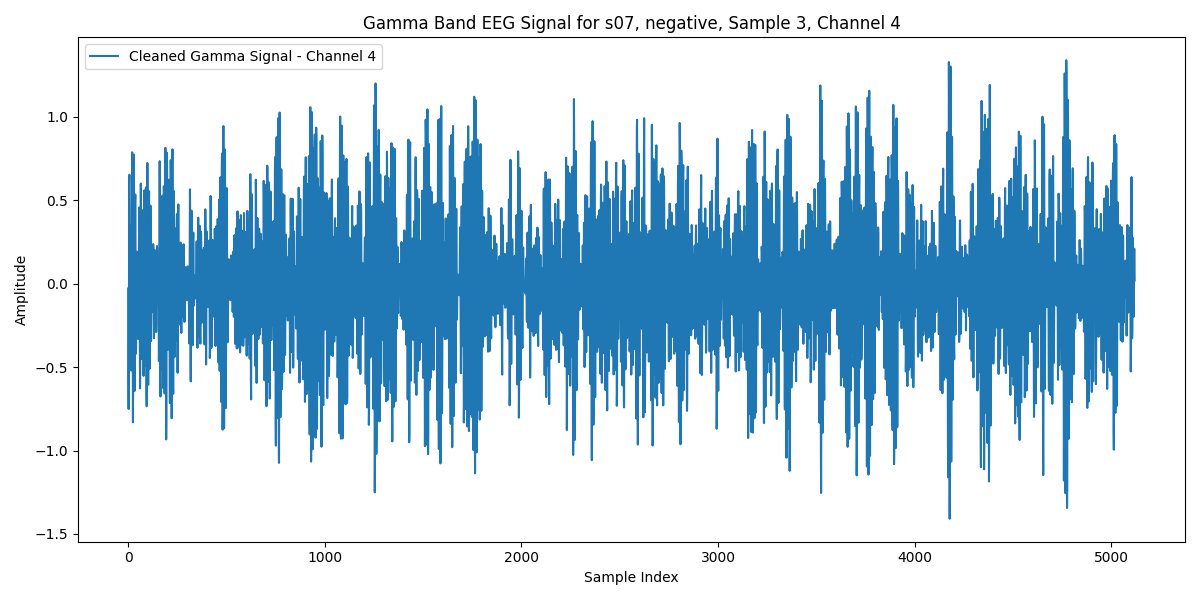 Gamma Band EEG Signal for s07, negative, Sample 3, Channel 4
Cleaned Gamma Signal - Channel 4
Amplitude
1.0
0.5
0.0
−0.5
−1.0
−1.5
0 1000 2000 3000 4000 5000
Sample Index